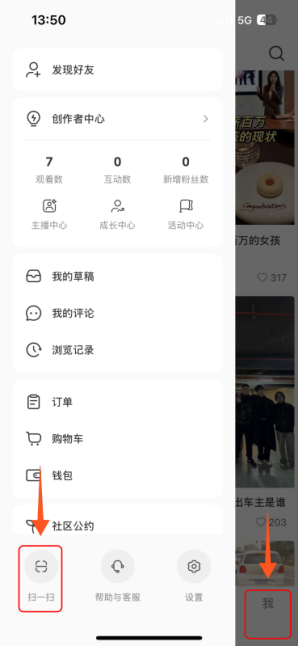 13:50
5G
发现好友
创作者中心
7
0
0
观看数
互动数
新增粉丝数
主播中心
成长中心
活动中心
我的草稿
我的评论
浏览记录
订单
购物车
钱包
社区公约
扫一扫
帮助与客服
设置
百万
的现状
万的女孩
317
出车主是谁
203
我